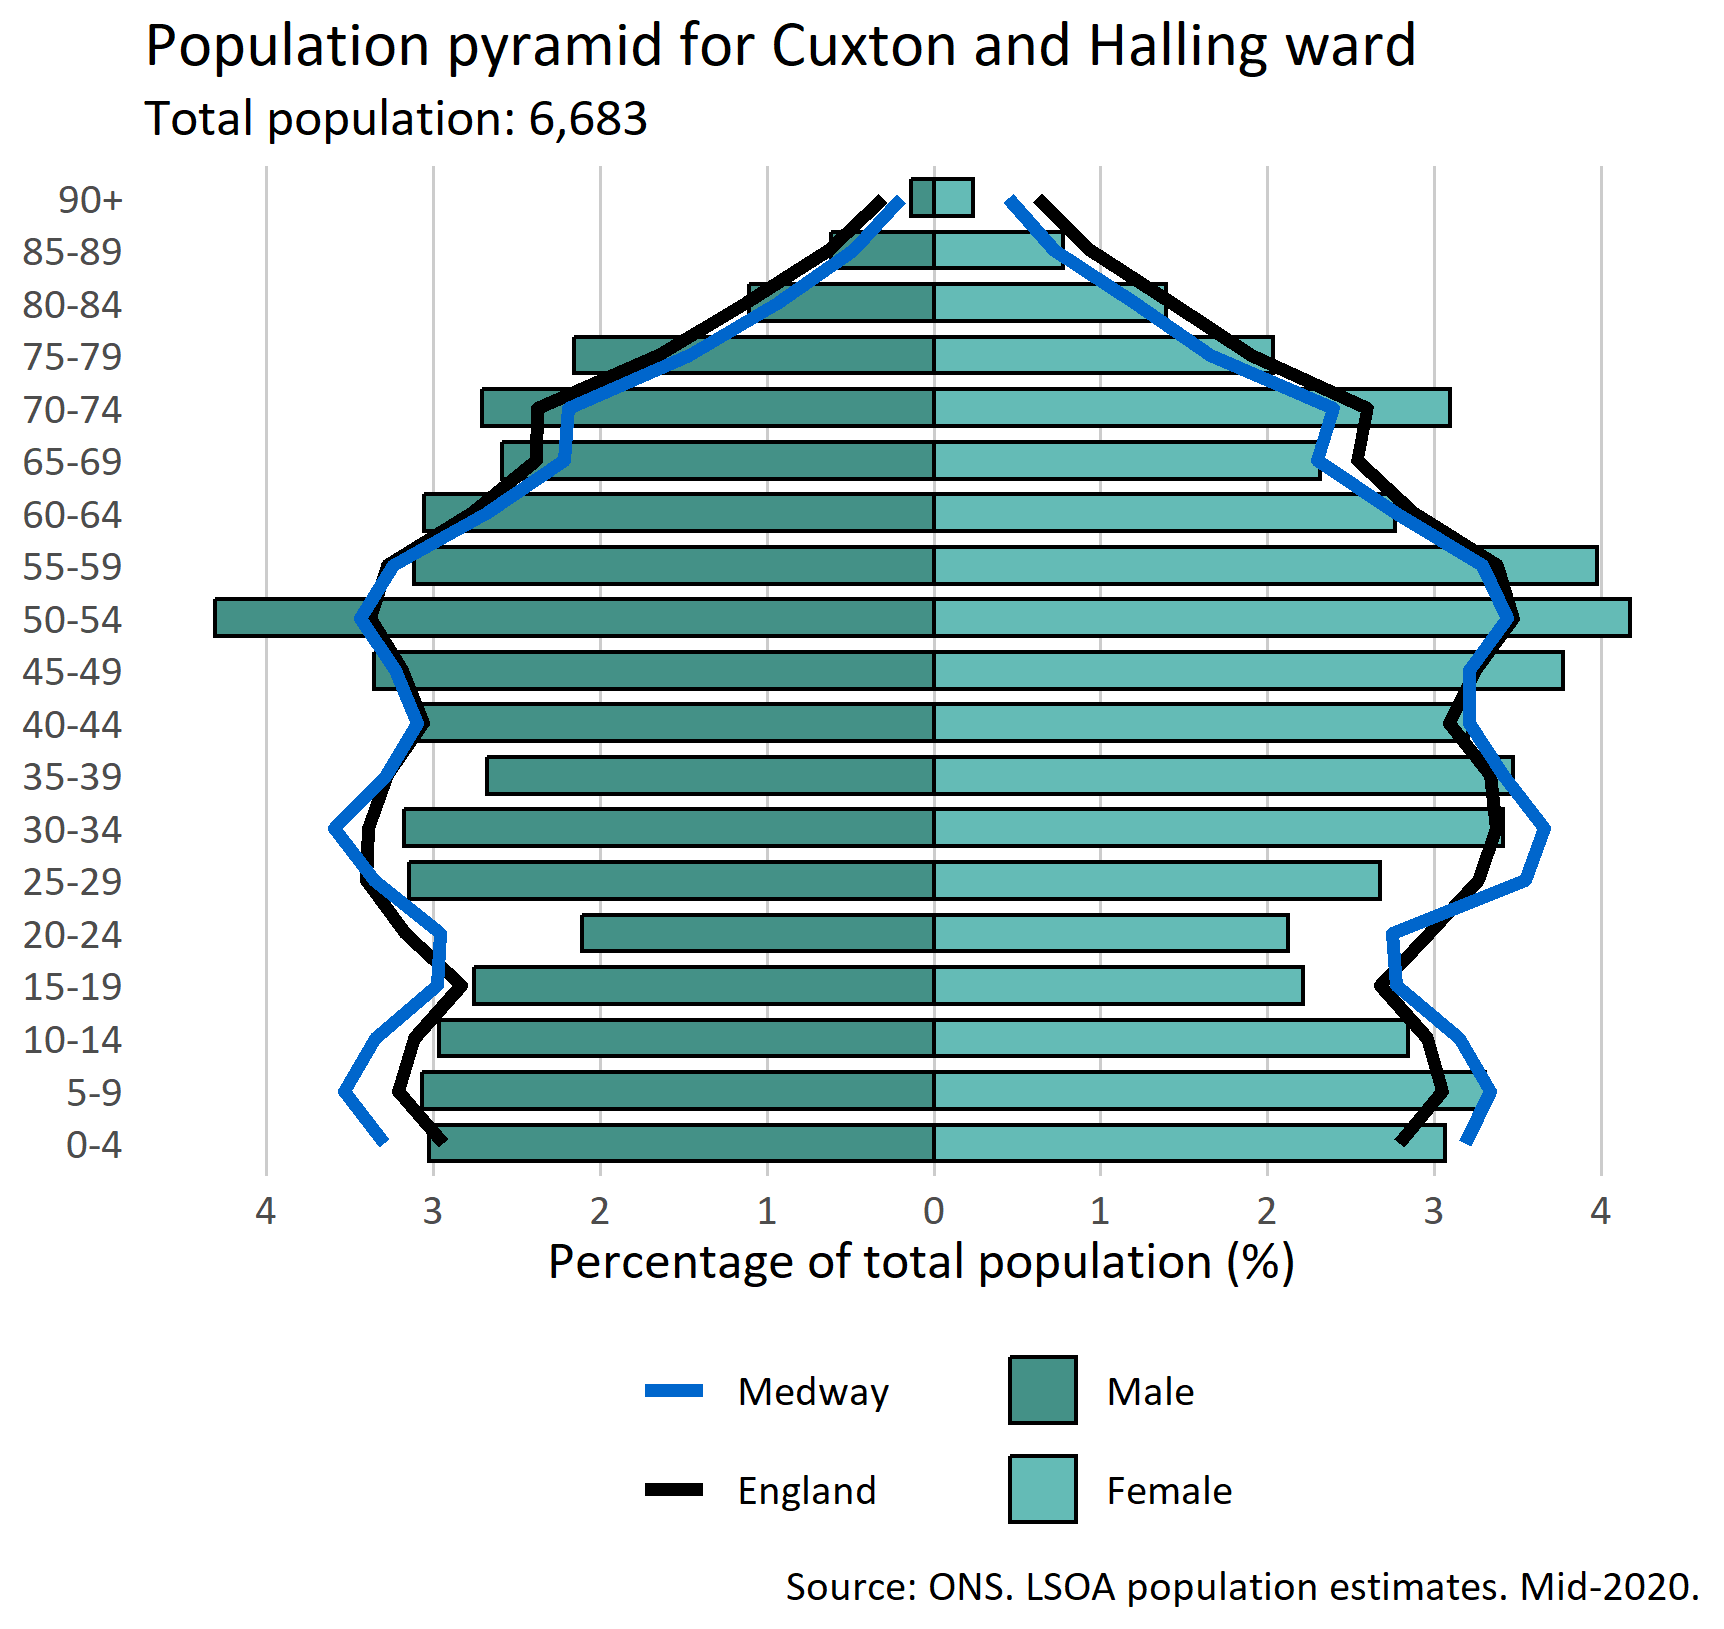 Population pyramid for Cuxton and Halling ward
Total population: 6,683
90+
85-89
80-84
75-79
70-74
65-69
60-64
55-59
50-54
45-49
40-44
35-39
30-34
25-29
20-24
15-19
10-14
5-9
0-4
4 3 2 1 0 1 2 3 4
Percentage of total population (%)
Medway Male
England Female
Source: ONS. LSOA population estimates. Mid-2020.